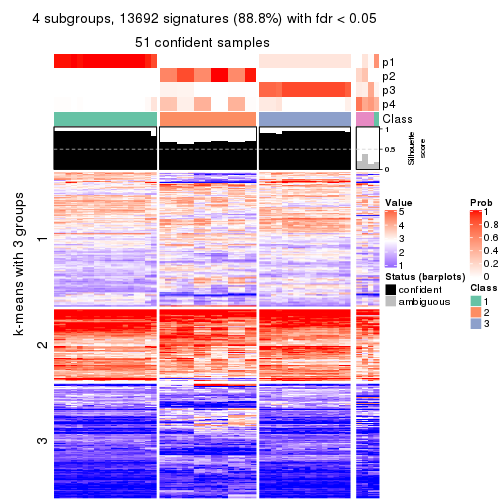 4 subgroups, 13692 signatures (88.8%) with fdr < 0.05
51 confident samples
p1
p2
p3
p4
Class
1
0.5
0
Silhouette
score
k-means with 3 groups
1
2
3
Value
5
4
3
2
1
Status (barplots)
confident
ambiguous
Prob
1
0.8
0.6
0.4
0.2
0
Class
1
2
3